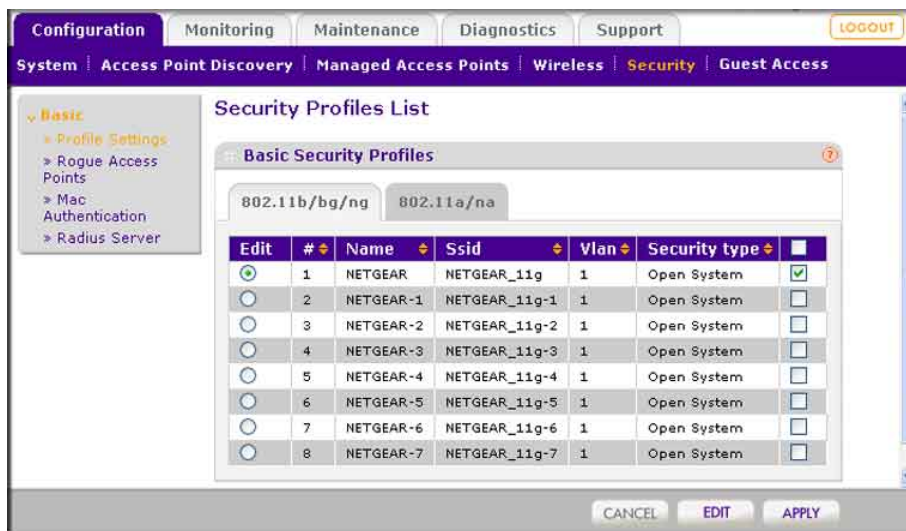 Configuration Monitoring Maintenance Diagnostics Support LOGOUT
System Access Point Discovery Managed Access Points Wireless Security Guest Access
Basic
» Profile Settings
» Rogue Access
Points
» Mac
Authentication
» Radius Server
Security Profiles List
Basic Security Profiles ?
802.11b/bg/ng 802.11a/na
Edit # Name Ssid Vlan Security type
1 NETGEAR NETGEAR_11g 1 Open System
2 NETGEAR-1 NETGEAR_11g-1 1 Open System
3 NETGEAR-2 NETGEAR_11g-2 1 Open System
4 NETGEAR-3 NETGEAR_11g-3 1 Open System
5 NETGEAR-4 NETGEAR_11g-4 1 Open System
6 NETGEAR-5 NETGEAR_11g-5 1 Open System
7 NETGEAR-6 NETGEAR_11g-6 1 Open System
8 NETGEAR-7 NETGEAR_11g-7 1 Open System
CANCEL EDIT APPLY